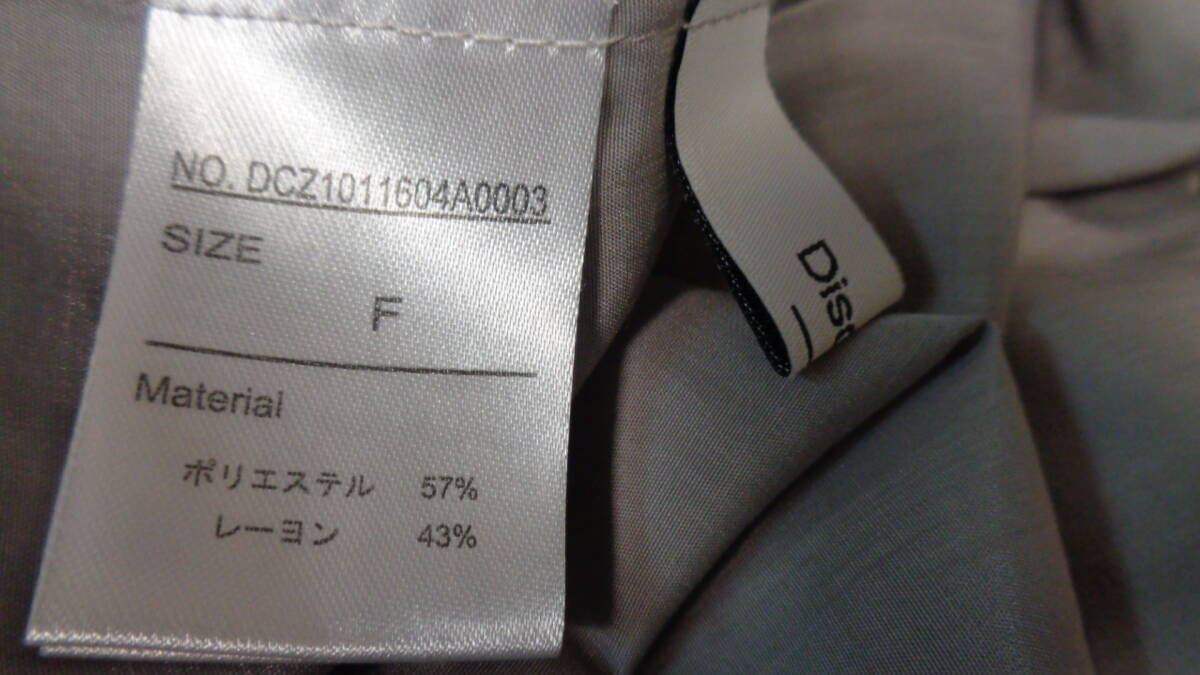 NO. DCZ1011604A0003
SIZE
F
Material
ポリエステル 57%
レーヨン 43%